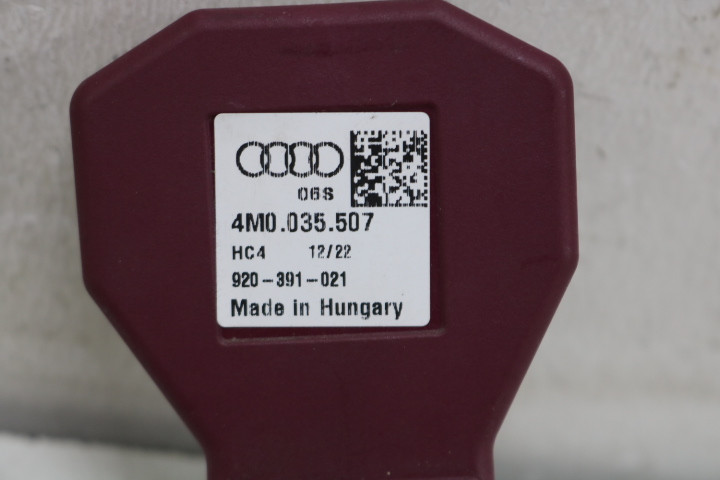 06S
4M0.035.507
HC4 12/22
920-391-021
Made in Hungary